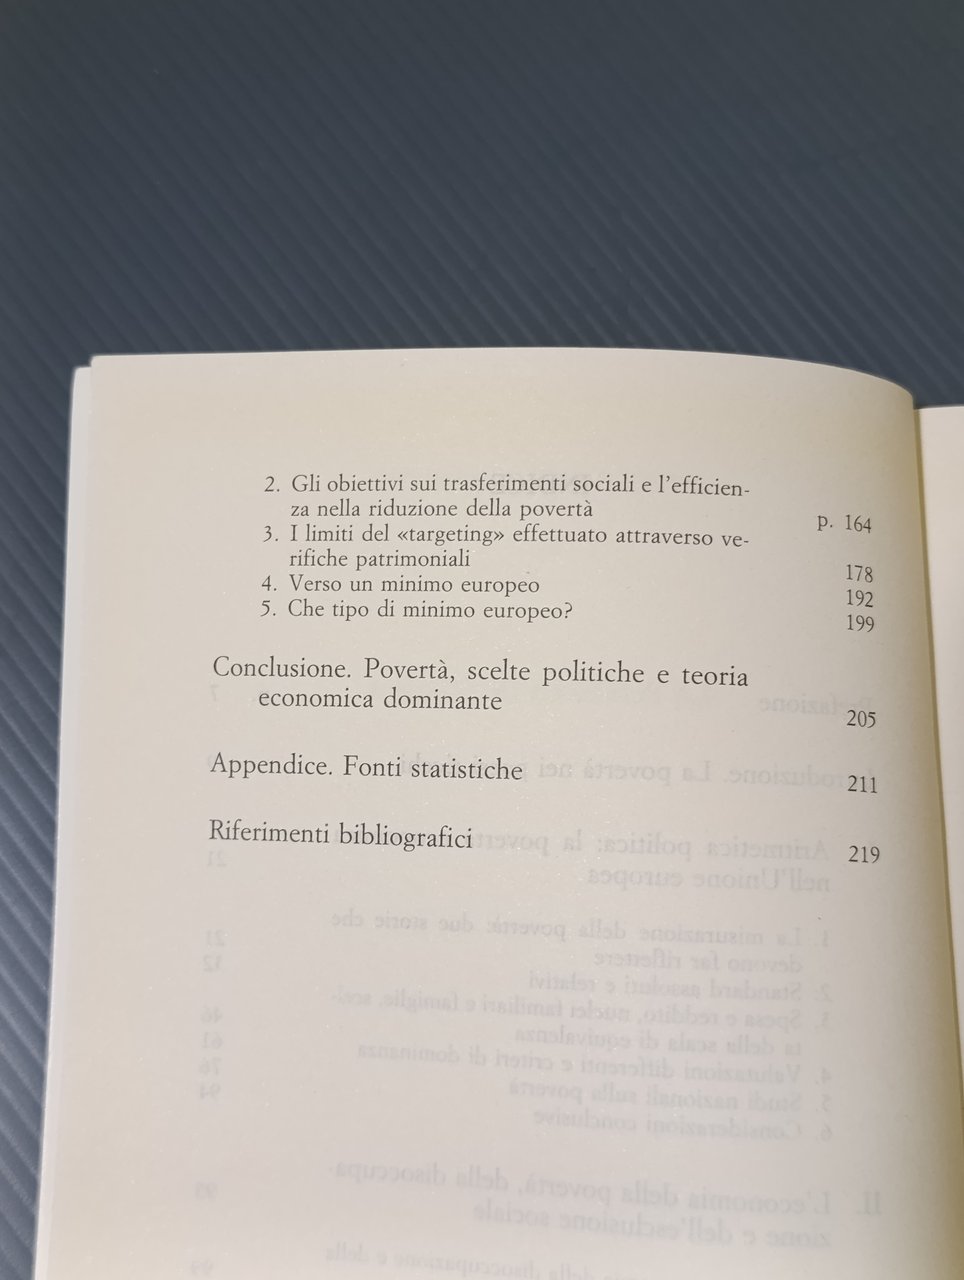 2. Gli obiettivi sui trasferimenti sociali e l'efficien-
za nella riduzione della povertà p. 164
3. I limiti del «targeting» effettuato attraverso ve-
rifiche patrimoniali 178
4. Verso un minimo europeo 192
5. Che tipo di minimo europeo? 199
Conclusione. Povertà, scelte politiche e teoria
economica dominante 205
Appendice. Fonti statistiche 211
Riferimenti bibliografici 219